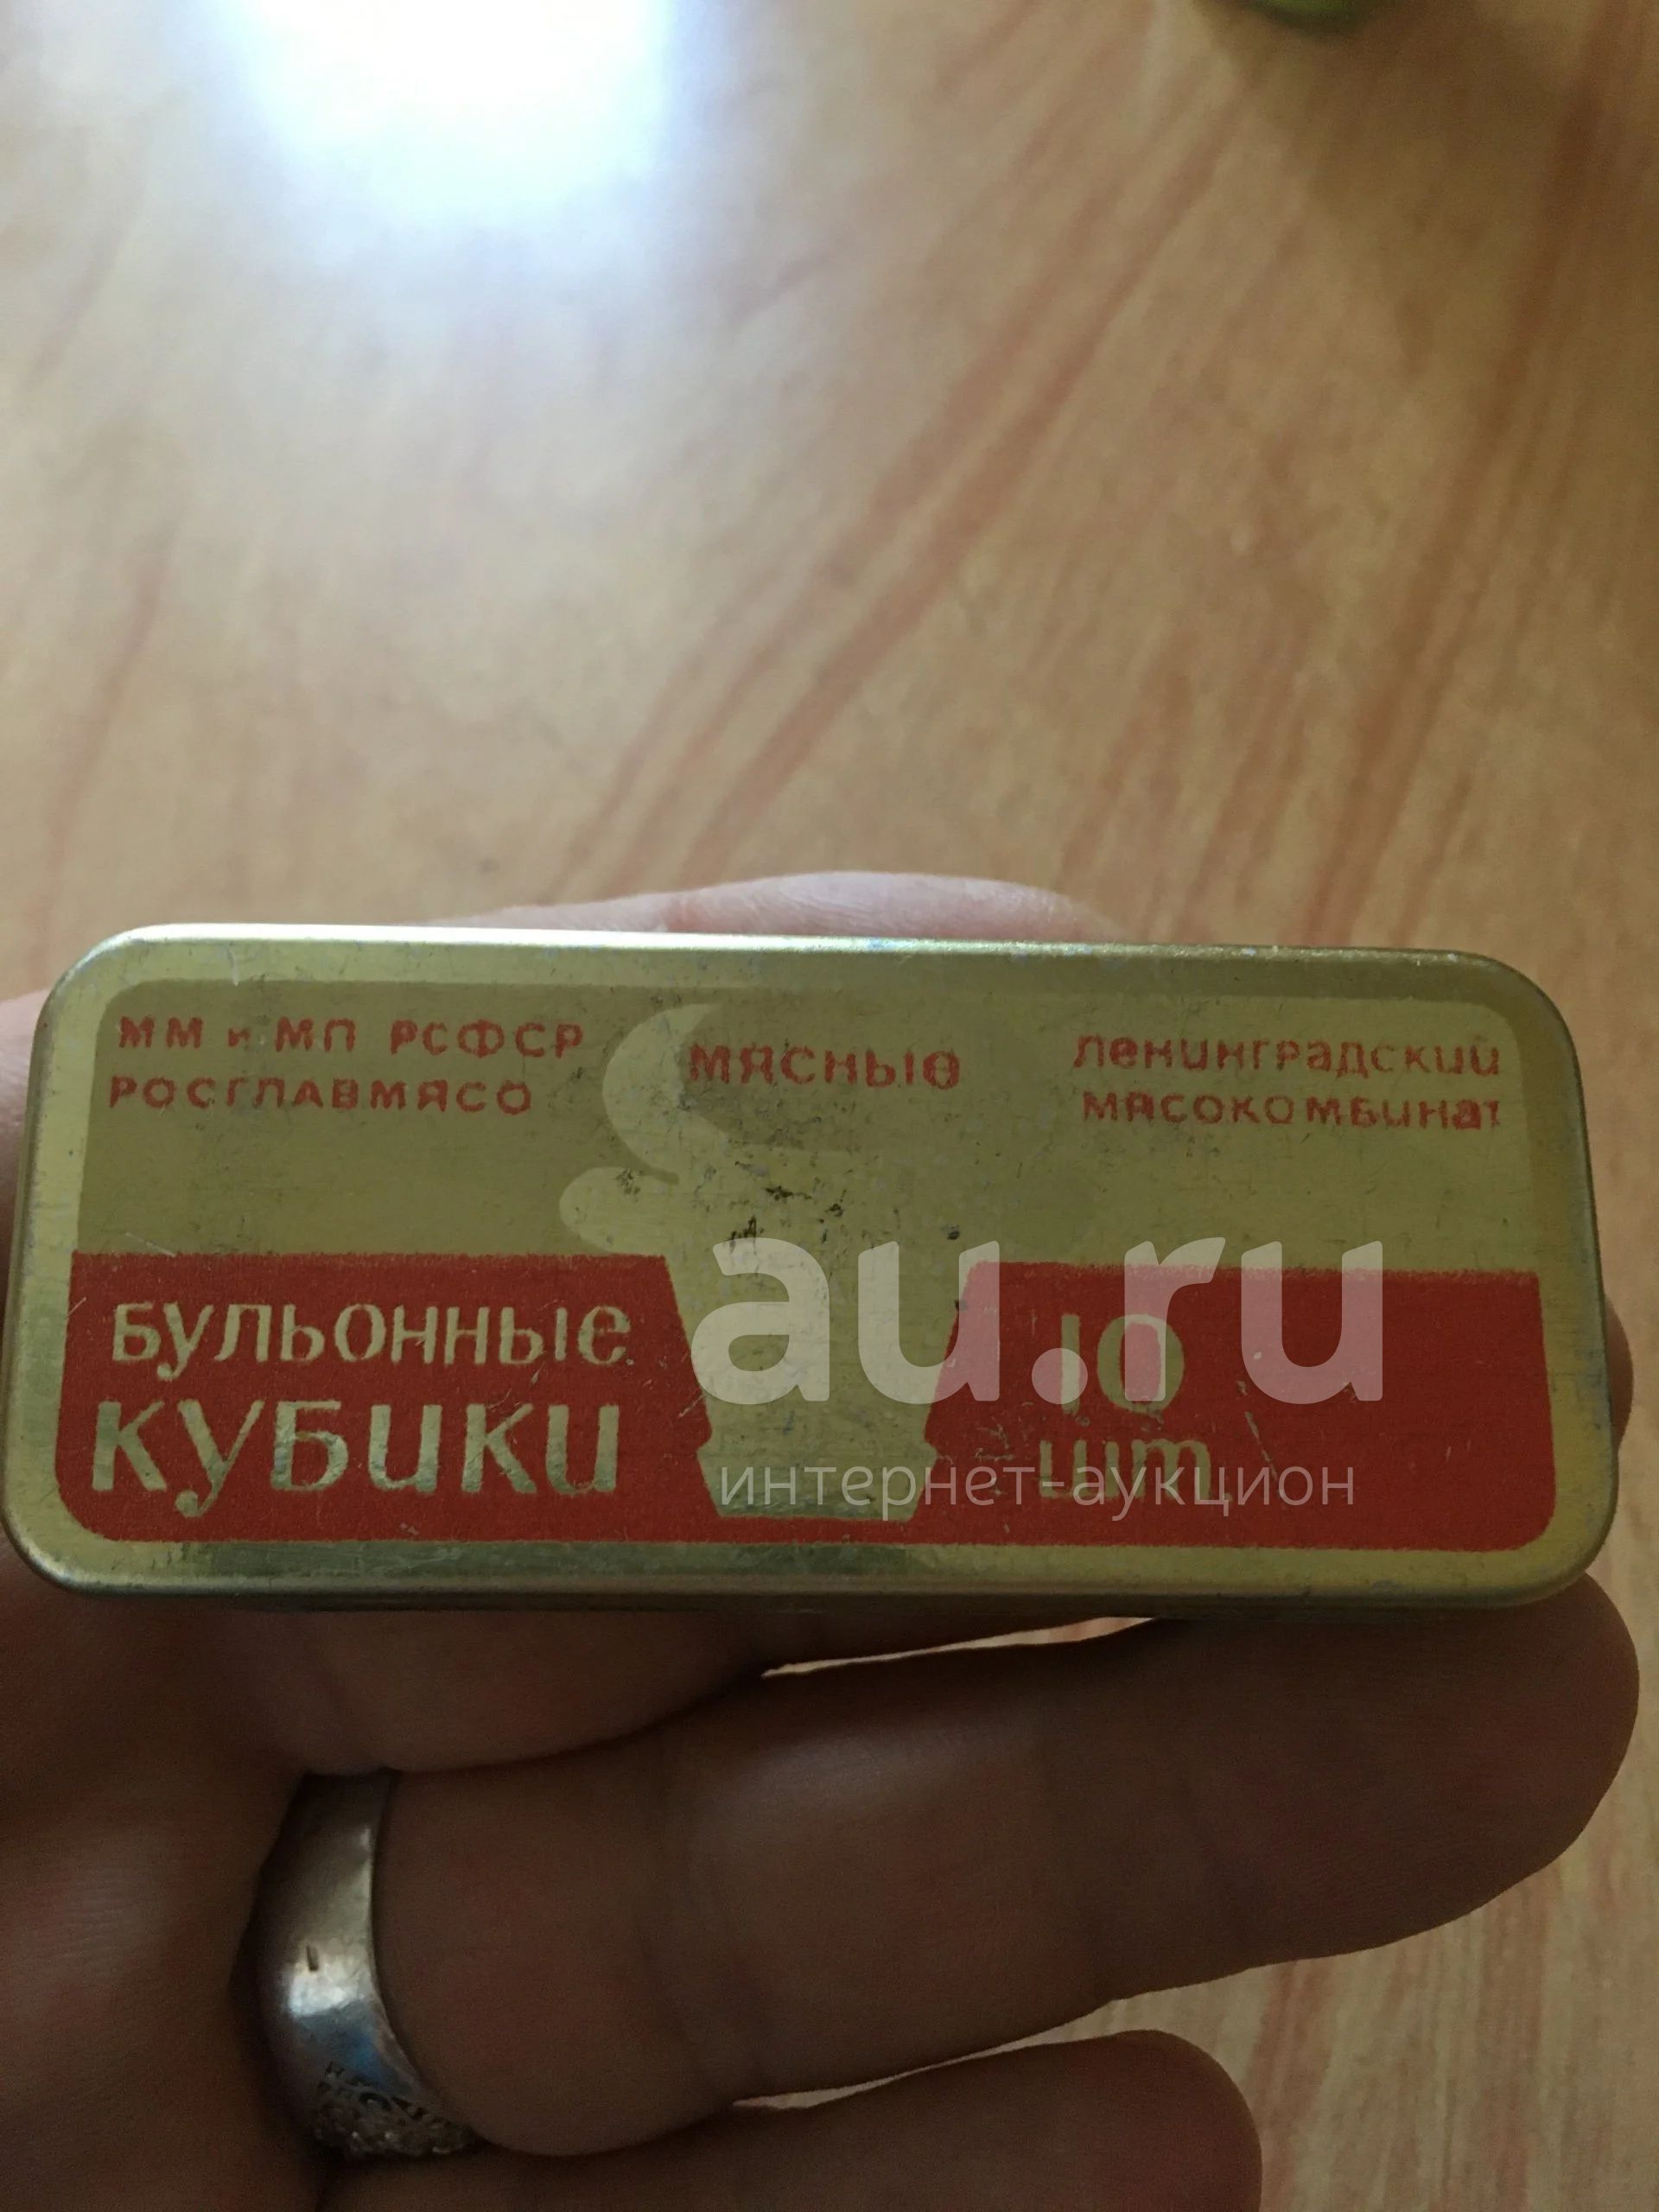 ММ и МП РСФСР
РОСГЛАВМЯСО
МЯСНЫЕ
ЛЕНИНГРАДСКИЙ
МЯСОКОМБИНАТ
БУЛЬОННЫЕ
КУБИКИ
10
шт.
au.ru
интернет-аукцион